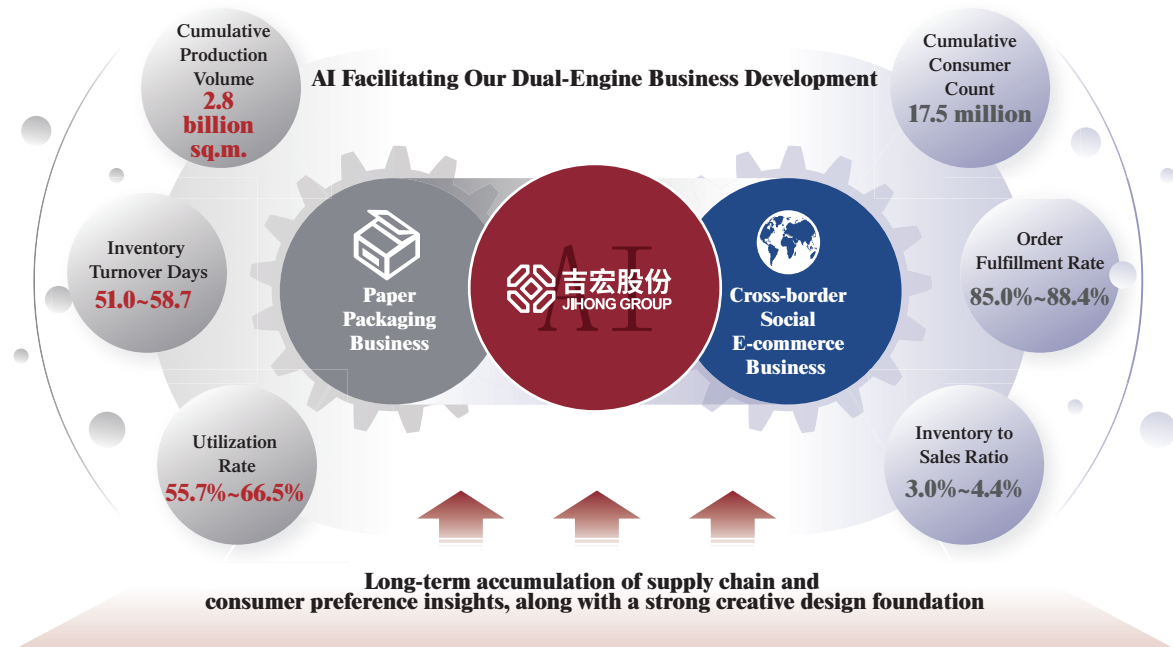 AI Facilitating Our Dual-Engine Business Development
Cumulative
Production
Volume
2.8
billion
sq.m.
Inventory
Turnover Days
51.0~58.7
Utilization
Rate
55.7%~66.5%
Paper
Packaging
Business
AI
吉宏股份
JIHONG GROUP
Cross-border
Social
E-commerce
Business
Cumulative
Consumer
Count
17.5 million
Order
Fulfillment Rate
85.0%~88.4%
Inventory to
Sales Ratio
3.0%~4.4%
Long-term accumulation of supply chain and
consumer preference insights, along with a strong creative design foundation